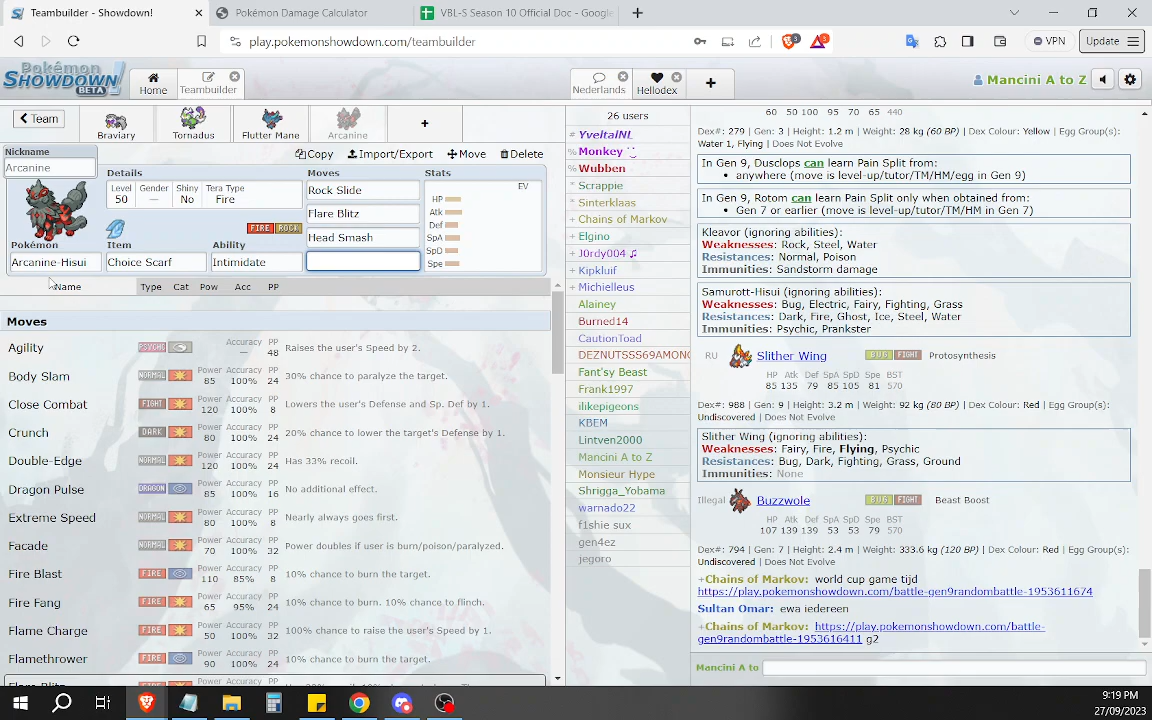 Teambuilder - Showdown!
Pokémon Damage Calculator
VBL-S Season 10 Official Doc - Google
play.pokemonshowdown.com/teambuilder
VPN
Update
Pokémon
SHOWDOWN!
BETA
Home
Teambuilder
Nederlands
Hellodex
Mancini A to Z
Team
Braviary
Tornadus
Flutter Mane
Arcanine
Nickname
Arcanine
Copy
Import/Export
Move
Delete
Details
Level
50
Gender
—
Shiny
No
Tera Type
Fire
FIRE ROCK
Pokémon
Arcanine-Hisui
Item
Choice Scarf
Ability
Intimidate
Moves
Rock Slide
Flare Blitz
Head Smash
Stats
EV
HP
Atk
Def
SpA
SpD
Spe
Name Type Cat Pow Acc PP
Moves
Agility PSYCHC Accuracy — PP 48 Raises the user's Speed by 2.
Body Slam NORMAL Power 85 Accuracy 100% PP 24 30% chance to paralyze the target.
Close Combat FIGHT Power 120 Accuracy 100% PP 8 Lowers the user's Defense and Sp. Def by 1.
Crunch DARK Power 80 Accuracy 100% PP 24 20% chance to lower the target's Defense by 1.
Double-Edge NORMAL Power 120 Accuracy 100% PP 24 Has 33% recoil.
Dragon Pulse DRAGON Power 85 Accuracy 100% PP 16 No additional effect.
Extreme Speed NORMAL Power 80 Accuracy 100% PP 8 Nearly always goes first.
Facade NORMAL Power 70 Accuracy 100% PP 32 Power doubles if user is burn/poison/paralyzed.
Fire Blast FIRE Power 110 Accuracy 85% PP 8 10% chance to burn the target.
Fire Fang FIRE Power 65 Accuracy 95% PP 24 10% chance to burn. 10% chance to flinch.
Flame Charge FIRE Power 50 Accuracy 100% PP 32 100% chance to raise the user's Speed by 1.
Flamethrower FIRE Power 90 Accuracy 100% PP 24 10% chance to burn the target.
Power Accuracy PP
26 users
# YveltalNL
% Monkey
% Wubben
* Scrappie
* Sinterklaas
+ Chains of Markov
+ Elgino
+ J0rdy004 ♫
+ Kipkluif
+ Michielleus
Alainey
Burned14
CautionToad
DEZNUTSSS69AMONG
Fant'sy Beast
Frank1997
ilikepigeons
KBEM
Lintven2000
Mancini A to Z
Monsieur Hype
Shrigga_Yobama
warnado22
f1shie sux
gen4ez
jegoro
60 50 100 95 70 65 440
Dex#: 279 | Gen: 3 | Height: 1.2 m | Weight: 28 kg (60 BP) | Dex Colour: Yellow | Egg Group(s):
Water 1, Flying | Does Not Evolve
In Gen 9, Dusclops can learn Pain Split from:
• anywhere (move is level-up/tutor/TM/HM/egg in Gen 9)
In Gen 9, Rotom can learn Pain Split only when obtained from:
• Gen 7 or earlier (move is level-up/tutor/TM/HM in Gen 7)
Kleavor (ignoring abilities):
Weaknesses: Rock, Steel, Water
Resistances: Normal, Poison
Immunities: Sandstorm damage
Samurott-Hisui (ignoring abilities):
Weaknesses: Bug, Electric, Fairy, Fighting, Grass
Resistances: Dark, Fire, Ghost, Ice, Steel, Water
Immunities: Psychic, Prankster
RU Slither Wing BUG FIGHT Protosynthesis
HP Atk Def SpA SpD Spe BST
85 135 79 85 105 81 570
Dex#: 988 | Gen: 9 | Height: 3.2 m | Weight: 92 kg (80 BP) | Dex Colour: Red | Egg Group(s):
Undiscovered | Does Not Evolve
Slither Wing (ignoring abilities):
Weaknesses: Fairy, Fire, Flying, Psychic
Resistances: Bug, Dark, Fighting, Grass, Ground
Immunities: None
Illegal Buzzwole BUG FIGHT Beast Boost
HP Atk Def SpA SpD Spe BST
107 139 139 53 53 79 570
Dex#: 794 | Gen: 7 | Height: 2.4 m | Weight: 333.6 kg (120 BP) | Dex Colour: Red | Egg Group(s):
Undiscovered | Does Not Evolve
+Chains of Markov: world cup game tijd
https://play.pokemonshowdown.com/battle-gen9randombattle-1953611674
Sultan Omar: ewa iedereen
+Chains of Markov: https://play.pokemonshowdown.com/battle-
gen9randombattle-1953616411 g2
Mancini A to
9:19 PM
27/09/2023